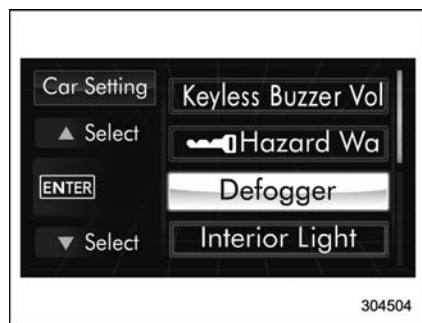 Car Setting
▲ Select
ENTER
▼ Select
Keyless Buzzer Vol
Hazard Wa
Defogger
Interior Light
304504